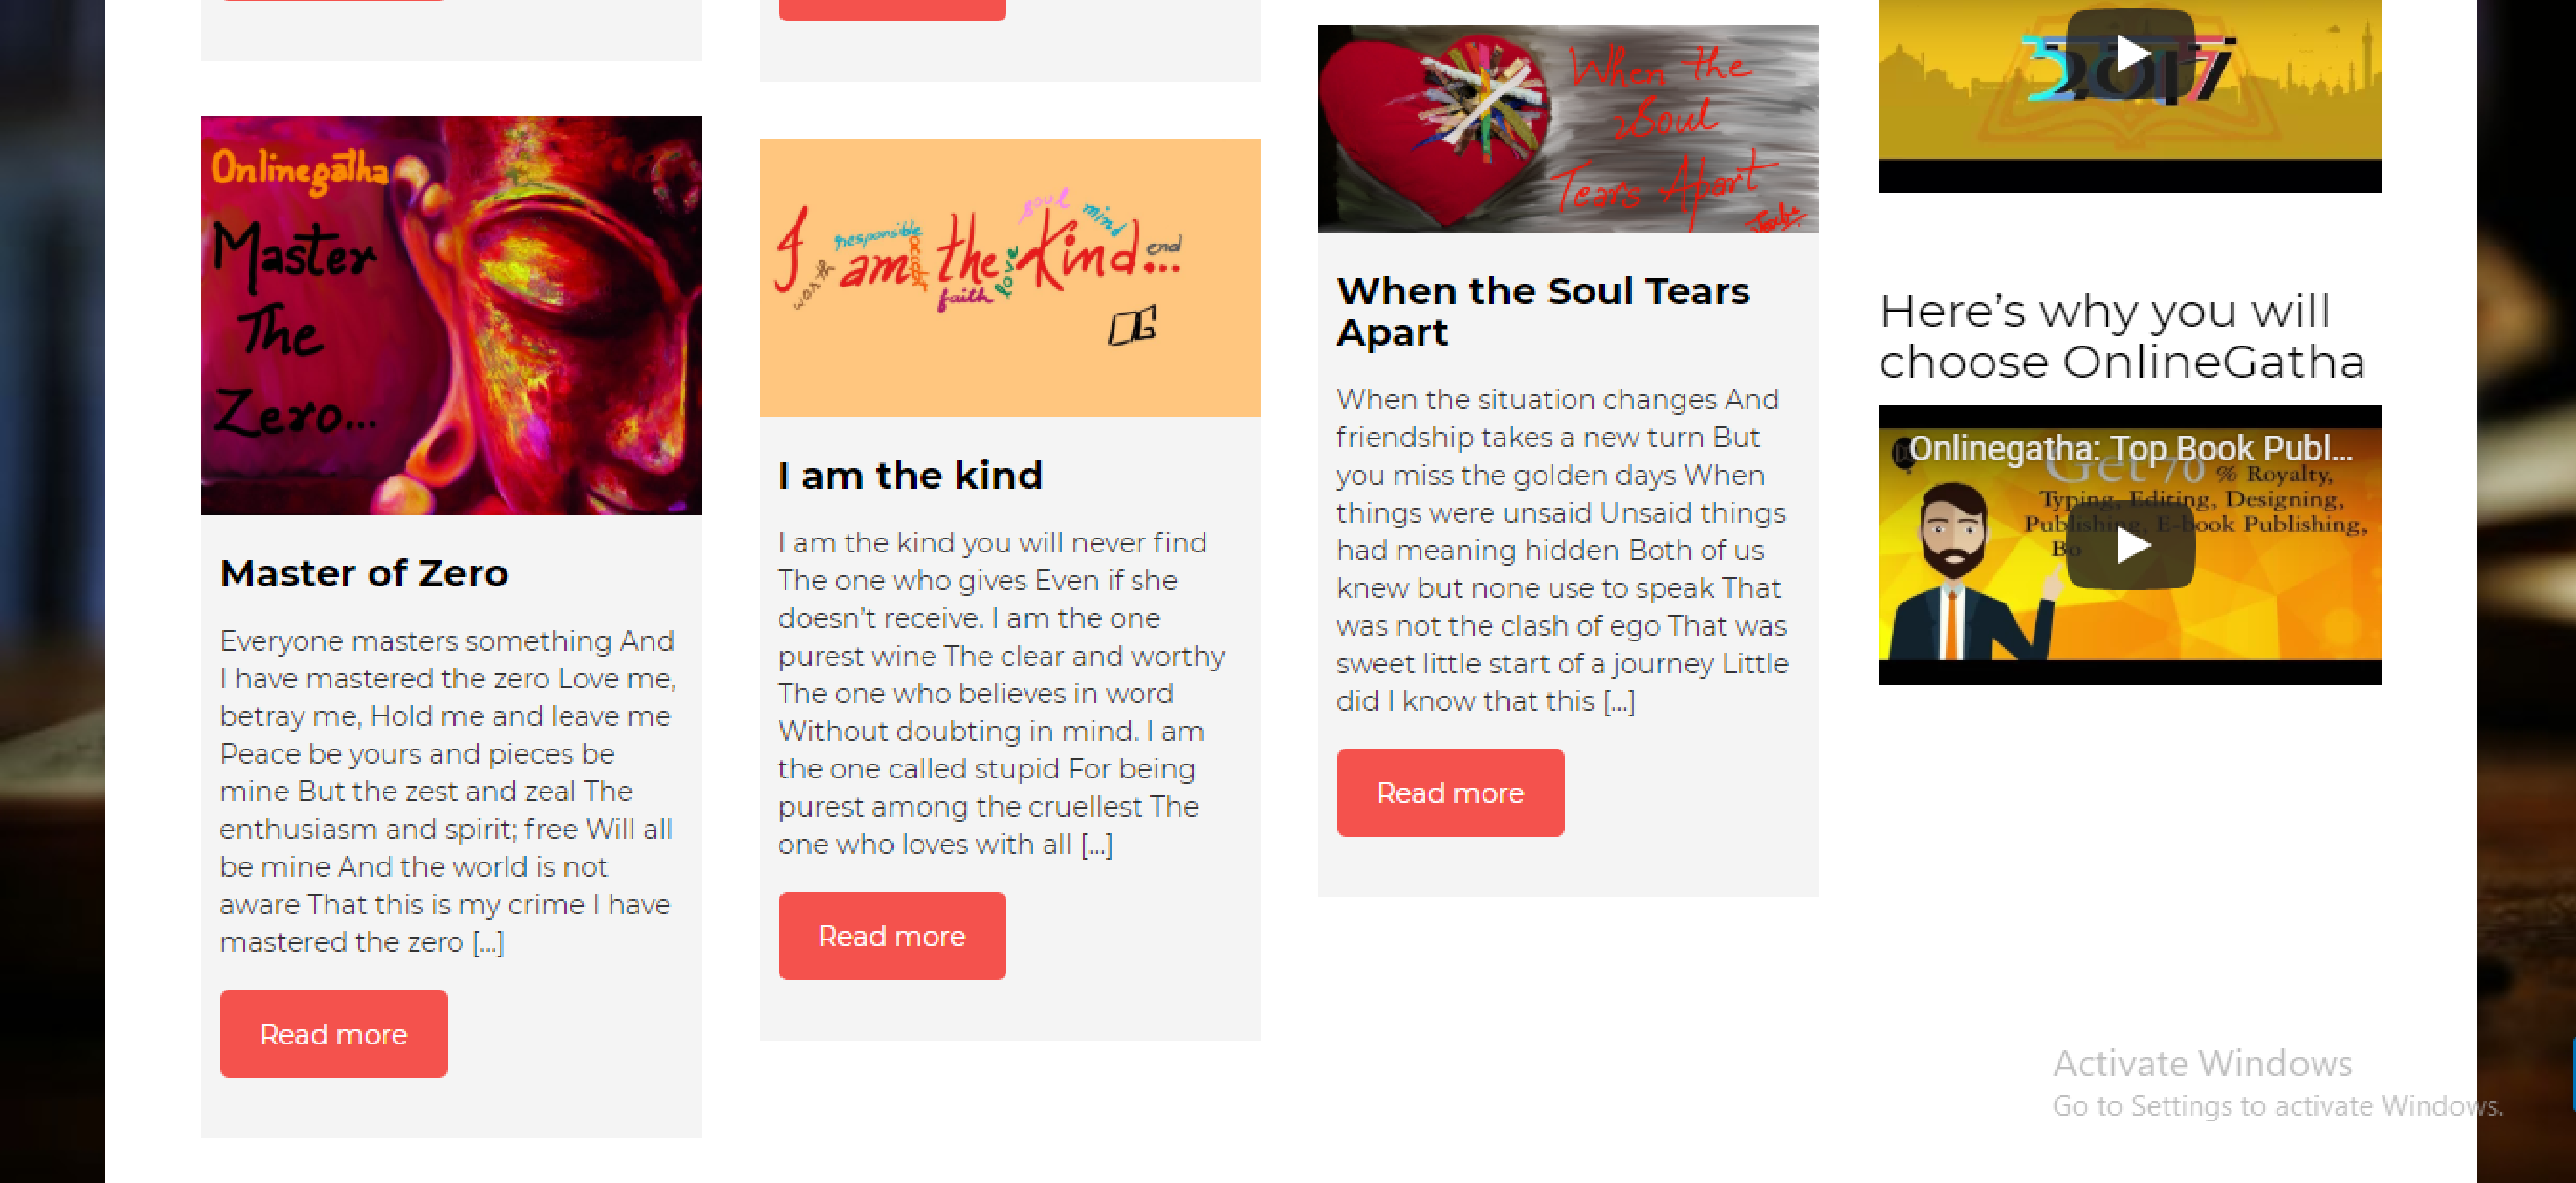 Onlinegatha
Master
The
Zero...
Master of Zero
Everyone masters something And
I have mastered the zero Love me,
betray me, Hold me and leave me
Peace be yours and pieces be
mine But the zest and zeal The
enthusiasm and spirit; free Will all
be mine And the world is not
aware That this is my crime I have
mastered the zero [...]
Read more
soul mind
responsible
I am accept the love Kind... end
worth
faith
OG
I am the kind
I am the kind you will never find
The one who gives Even if she
doesn't receive. I am the one
purest wine The clear and worthy
The one who believes in word
Without doubting in mind. I am
the one called stupid For being
purest among the cruellest The
one who loves with all [...]
Read more
When the
Soul
Tears Apart
When the Soul Tears
Apart
When the situation changes And
friendship takes a new turn But
you miss the golden days When
things were unsaid Unsaid things
had meaning hidden Both of us
knew but none use to speak That
was not the clash of ego That was
sweet little start of a journey Little
did I know that this [...]
Read more
2017
Here's why you will
choose OnlineGatha
Onlinegatha: Top Book Publ...
Get 70 % Royalty,
Typing, Editing, Designing,
Publishing, E-book Publishing,
Bo
Activate Windows
Go to Settings to activate Windows.